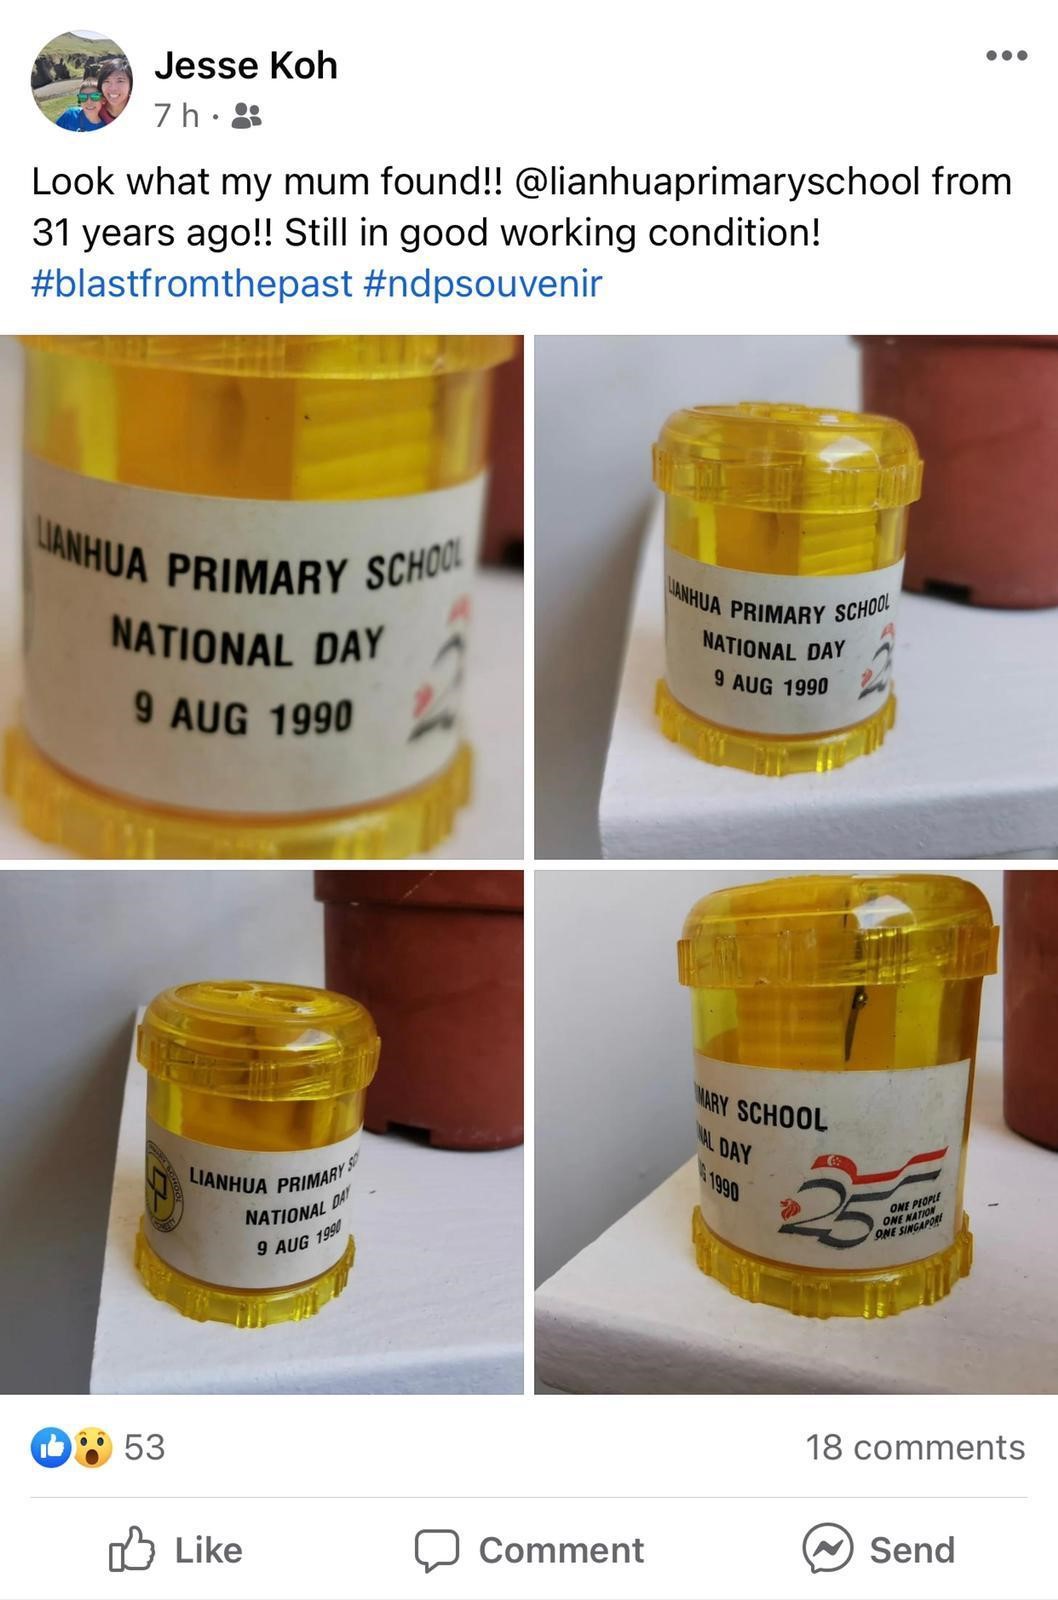 Jesse Koh
7 h ·
Look what my mum found!! @lianhuaprimaryschool from
31 years ago!! Still in good working condition!
#blastfromthepast #ndpsouvenir
LIANHUA PRIMARY SCHOOL
NATIONAL DAY
9 AUG 1990
LIANHUA PRIMARY SCHOOL
NATIONAL DAY
9 AUG 1990
2
LIANHUA PRIMARY SC
NATIONAL DAY
9 AUG 1990
MARY SCHOOL
NAL DAY
G 1990
25
ONE PEOPLE
ONE NATION
ONE SINGAPORE
53
18 comments
Like
Comment
Send